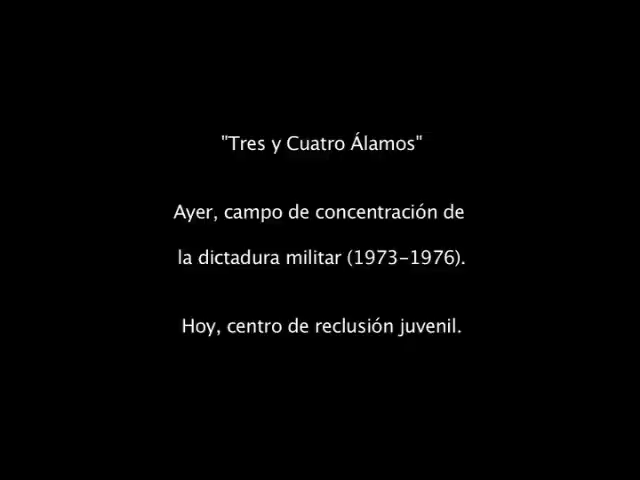 "Tres y Cuatro Álamos"
Ayer, campo de concentración de
la dictadura militar (1973-1976).
Hoy, centro de reclusión juvenil.